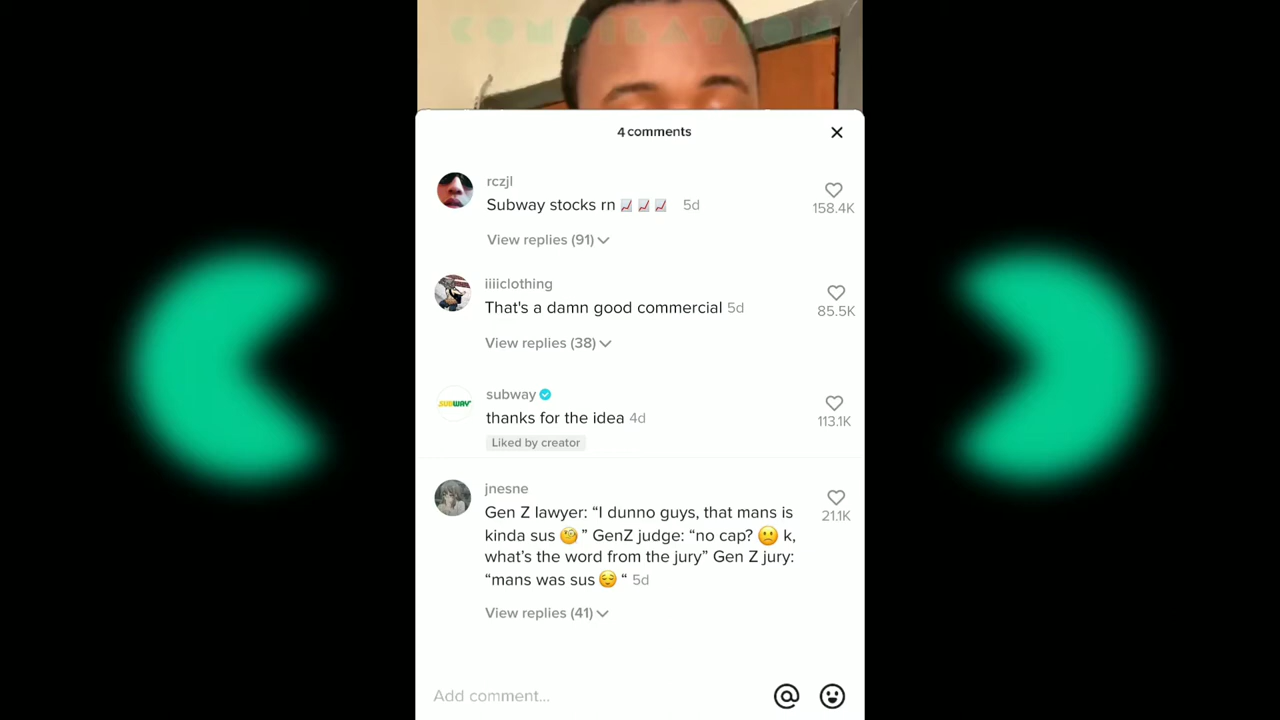 COMPILATION
4 comments
rczjl
Subway stocks rn 📈 📈 📈 5d
158.4K
View replies (91)
iiiiclothing
That's a damn good commercial 5d
85.5K
View replies (38)
SUBWAY
subway
thanks for the idea 4d
113.1K
Liked by creator
jnesne
Gen Z lawyer: “I dunno guys, that mans is
kinda sus 🧐 ” GenZ judge: “no cap? 🙁 k,
what's the word from the jury” Gen Z jury:
“mans was sus 😌 “ 5d
21.1K
View replies (41)
Add comment...
@